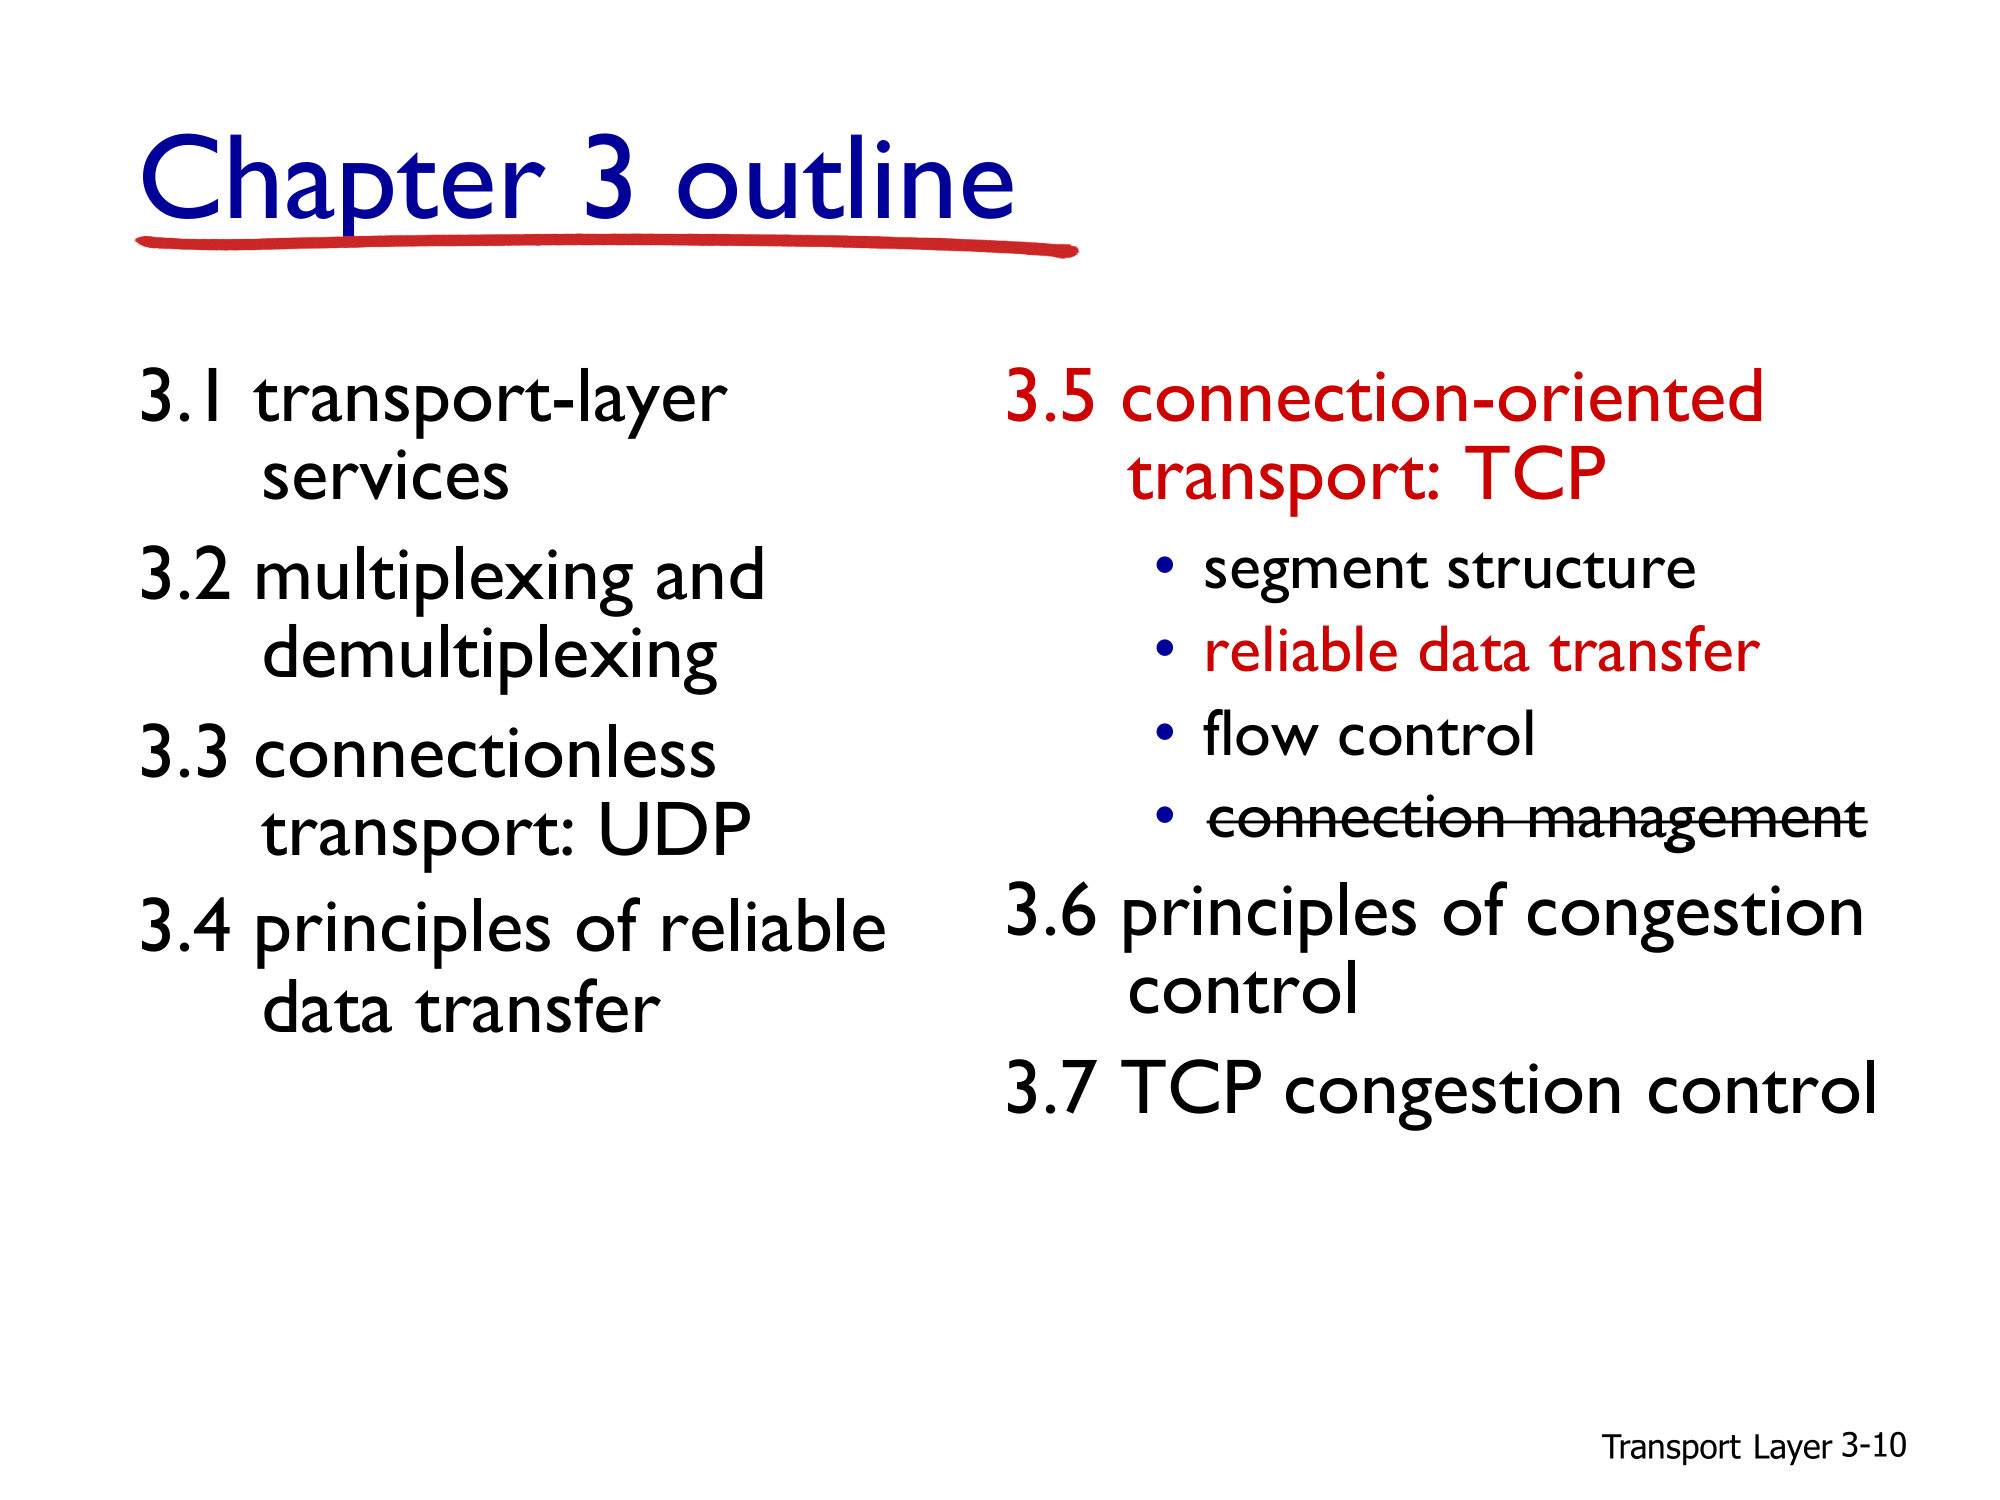 Chapter 3 outline
3.1 transport-layer
services
3.2 multiplexing and
demultiplexing
3.3 connectionless
transport: UDP
3.4 principles of reliable
data transfer
3.5 connection-oriented
transport: TCP
• segment structure
• reliable data transfer
• flow control
• connection management
3.6 principles of congestion
control
3.7 TCP congestion control
Transport Layer 3-10